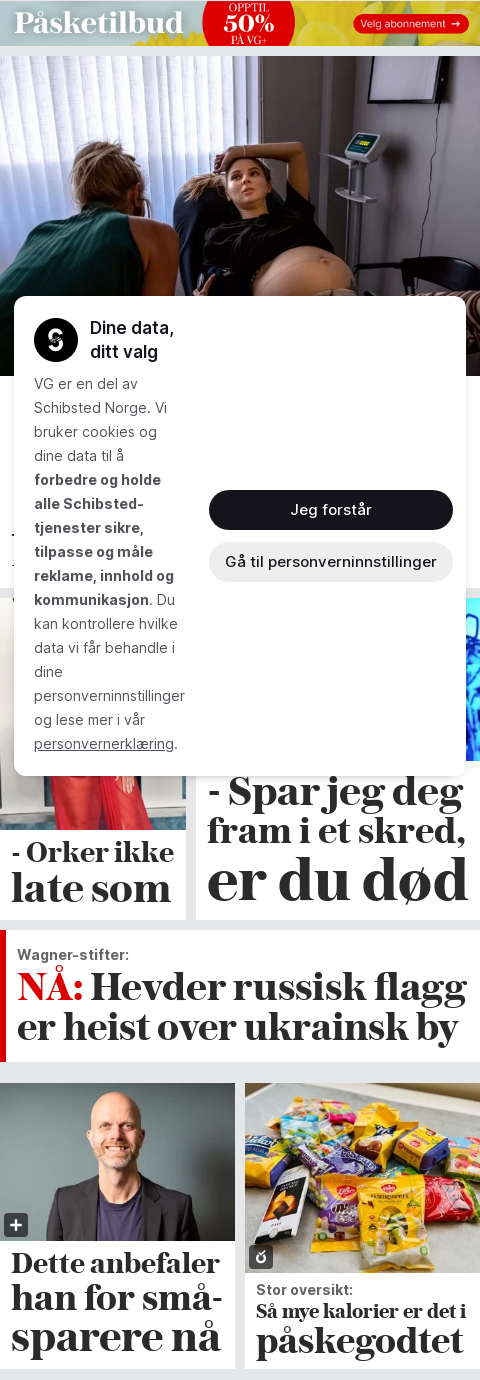 Påsketilbud
OPPTIL
50%
PÅ VG+
Velg abonnement →
Dine data,
ditt valg
VG er en del av
Schibsted Norge. Vi
bruker cookies og
dine data til å
forbedre og holde
alle Schibsted-
tjenester sikre,
tilpasse og måle
reklame, innhold og
kommunikasjon. Du
kan kontrollere hvilke
data vi får behandle i
dine
personverninnstillinger
og lese mer i vår
personvernerklæring.
Jeg forstår
Gå til personverninnstillinger
- Orker ikke
late som
- Spar jeg deg
fram i et skred,
er du død
Wagner-stifter:
NÅ: Hevder russisk flagg
er heist over ukrainsk by
Dette anbefaler
han for små-
sparere nå
Stor oversikt:
Så mye kalorier er det i
påskegodtet